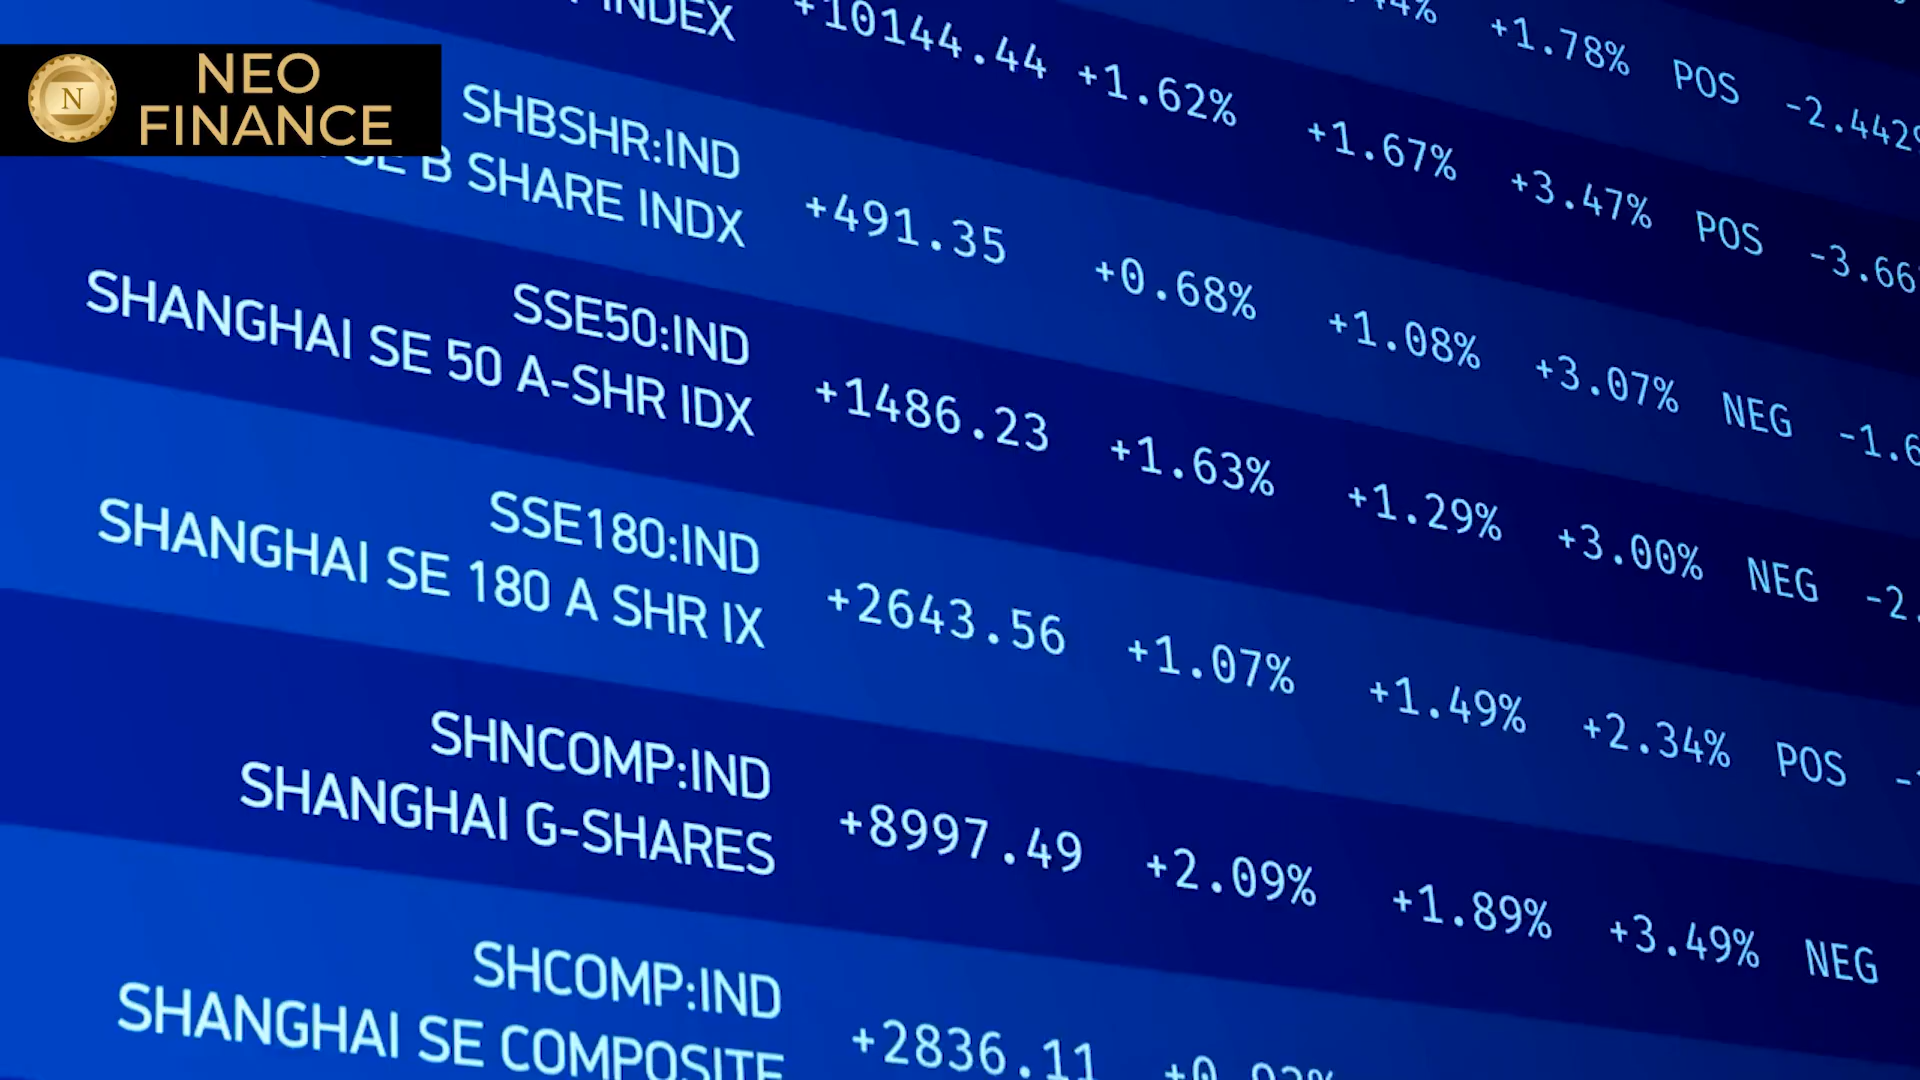 NEO
FINANCE
INDEX +10144.44 +1.62% +1.67% +3.47% POS
+1.78% POS
SHBSHR:IND
B SHARE INDX +491.35 +0.68% +1.08% +3.07% NEG
SSE50:IND
SHANGHAI SE 50 A-SHR IDX +1486.23 +1.63% +1.29% +3.00% NEG
SSE180:IND
SHANGHAI SE 180 A SHR IX +2643.56 +1.07% +1.49% +2.34% POS
SHNCOMP:IND
SHANGHAI G-SHARES +8997.49 +2.09% +1.89% +3.49% NEG
SHCOMP:IND
SHANGHAI SE COMPOSITE +2836.11